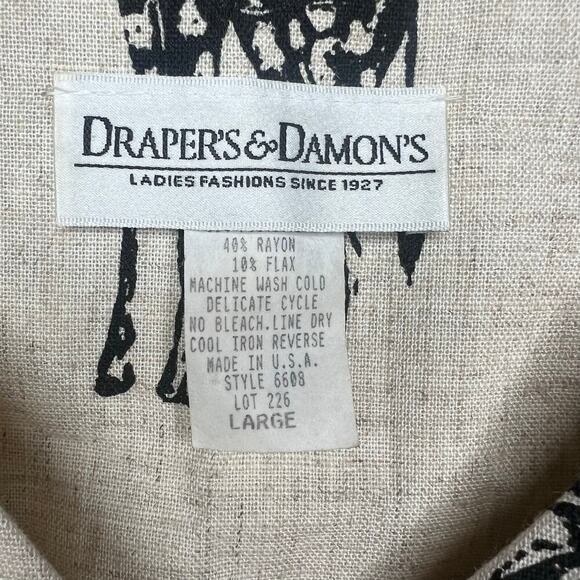 DRAPER'S & DAMON'S
LADIES FASHIONS SINCE 1927
40% RAYON
10% FLAX
MACHINE WASH COLD
DELICATE CYCLE
NO BLEACH.LINE DRY
COOL IRON REVERSE
MADE IN U.S.A.
STYLE 6608
LOT 226
LARGE